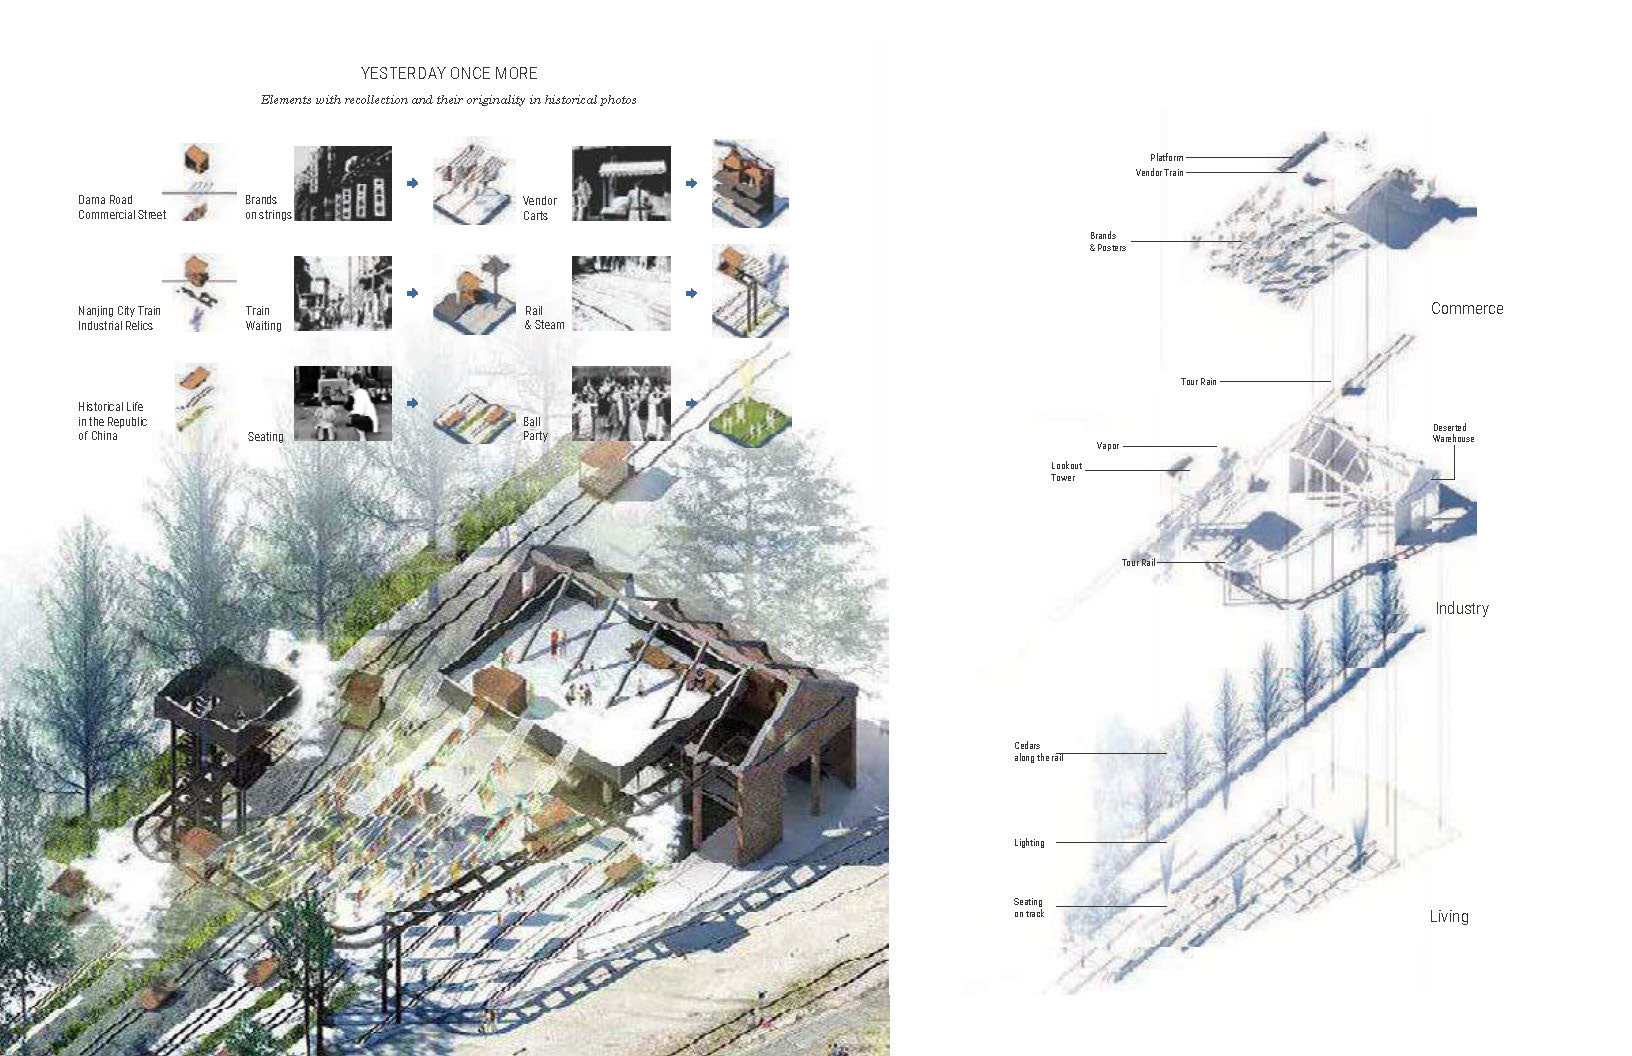 YESTERDAY ONCE MORE
Elements with recollection and their originality in historical photos
Dama Road
Commercial Street
Brands
on strings
Vendor
Carts
Nanjing City Train
Industrial Relics
Train
Waiting
Rail
& Steam
Historical Life
in the Republic
of China
Seating
Ball
Party
Platform
Vendor Train
Brands
& Posters
Commerce
Tour Rain
Deserted
Warehouse
Vapor
Lookout
Tower
Tour Rail
Industry
Cedars
along the rail
Lighting
Seating
on track
Living